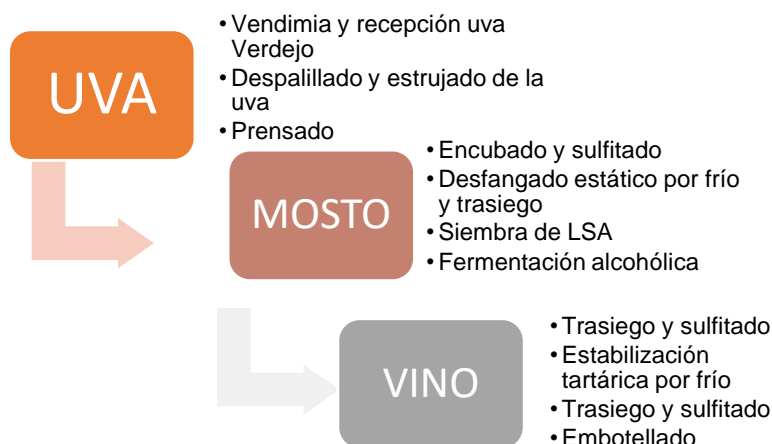 UVA
• Vendimia y recepción uva
Verdejo
• Despalillado y estrujado de la
uva
• Prensado
MOSTO
• Encubado y sulfitado
• Desfangado estático por frío
y trasiego
• Siembra de LSA
• Fermentación alcohólica
VINO
• Trasiego y sulfitado
• Estabilización
tartárica por frío
• Trasiego y sulfitado
• Embotellado